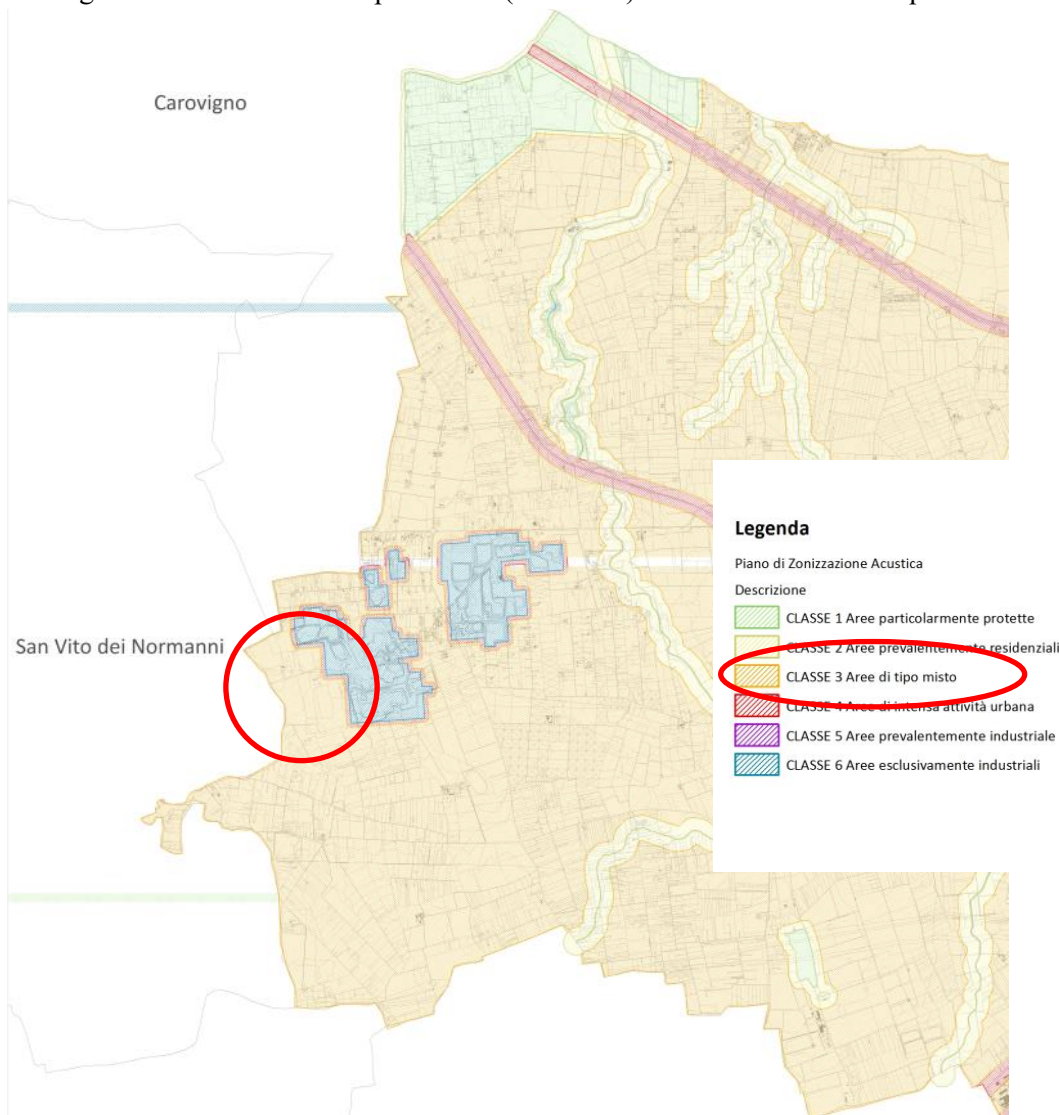 Carovigno
San Vito dei Normanni
Legenda
Piano di Zonizzazione Acustica
Descrizione
CLASSE 1 Aree particolarmente protette
CLASSE 2 Aree prevalentemente residenziali
CLASSE 3 Aree di tipo misto
CLASSE 4 Aree di intensa attività urbana
CLASSE 5 Aree prevalentemente industriale
CLASSE 6 Aree esclusivamente industriali